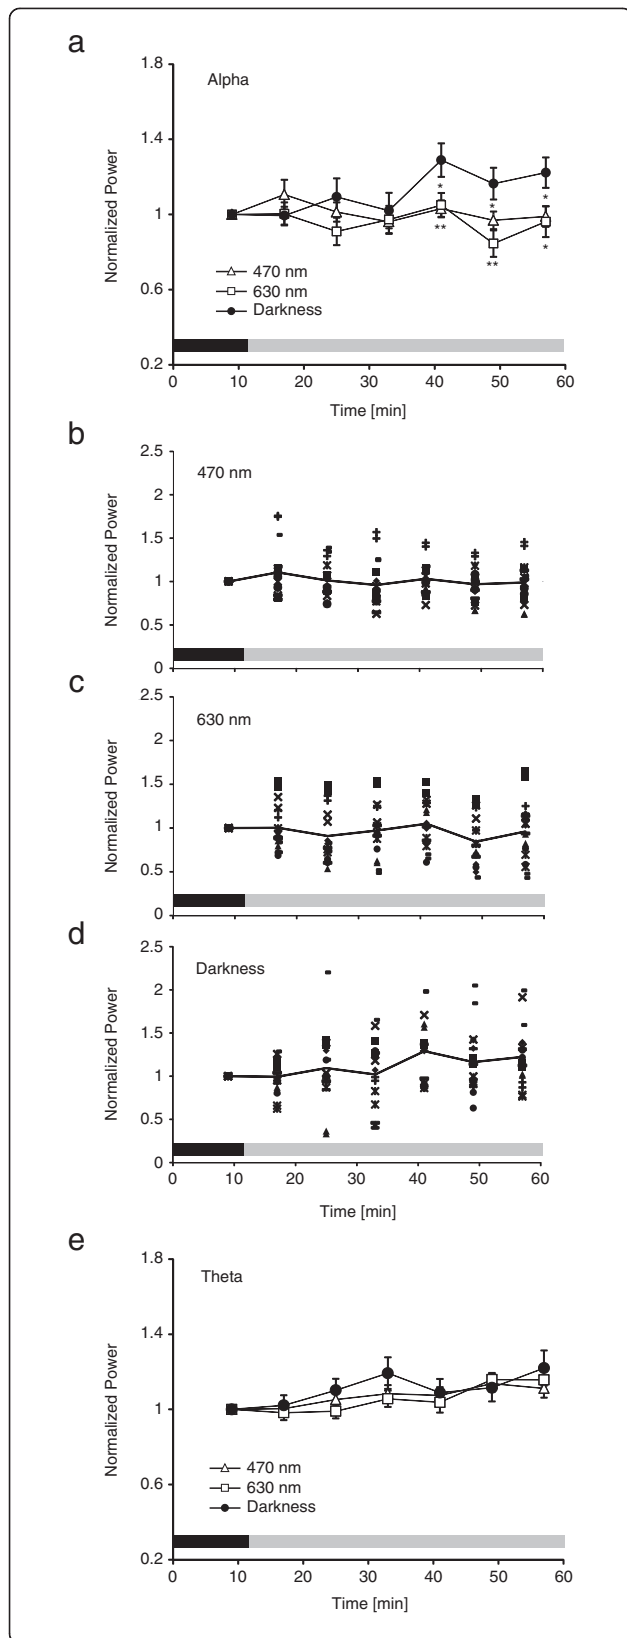 a
1.8
Alpha
1.4
1
0.6
0.2
Normalized Power
* * *
** ** *
470 nm
630 nm
Darkness
0 10 20 30 40 50 60
Time [min]
b
2.5
470 nm
2
1.5
1
0.5
0
Normalized Power
c
2.5
630 nm
2
1.5
1
0.5
0
Normalized Power
d
2.5
Darkness
2
1.5
1
0.5
0
Normalized Power
0 10 20 30 40 50 60
Time [min]
e
1.8
Theta
1.4
1
0.6
0.2
Normalized Power
470 nm
630 nm
Darkness
0 10 20 30 40 50 60
Time [min]